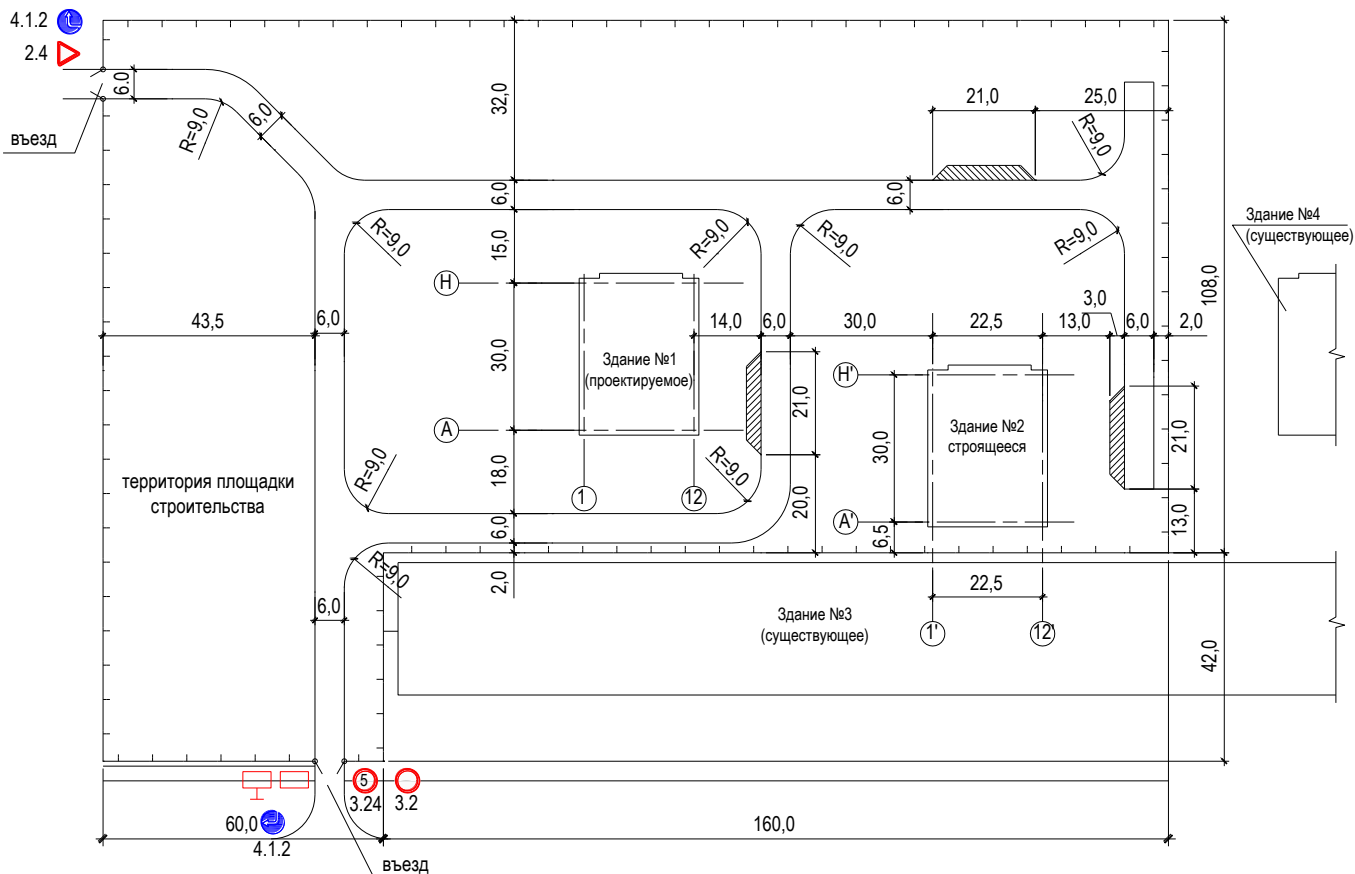 4.1.2
2.4
въезд
6.0
R=9,0
6,0
32,0
21,0
25,0
R=9,0
6,0
6,0
Здание №4
(существующее)
R=9,0
R=9,0
R=9,0
R=9,0
15,0
108,0
Н
43,5
6,0
14,0
6,0
30,0
22,5
13,0
3,0
6,0
2,0
30,0
Здание №1
(проектируемое)
21,0
Н'
Здание №2
строящееся
30,0
21,0
А
территория площадки
строительства
R=9,0
18,0
1
12
R=9.0
20,0
А'
6,5
13,0
6,0
R=9,0
2,0
6,0
22,5
Здание №3
(существующее)
1'
12'
42,0
5
3.24
3.2
60,0
4.1.2
160,0
въезд